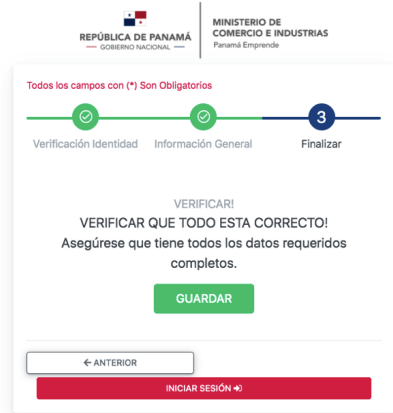 REPÚBLICA DE PANAMÁ
GOBIERNO NACIONAL
MINISTERIO DE
COMERCIO E INDUSTRIAS
Panamá Emprende
Todos los campos con (*) Son Obligatorios
3
Verificación Identidad
Información General
Finalizar
VERIFICAR!
VERIFICAR QUE TODO ESTA CORRECTO!
Asegúrese que tiene todos los datos requeridos
completos.
GUARDAR
ANTERIOR
INICIAR SESIÓN